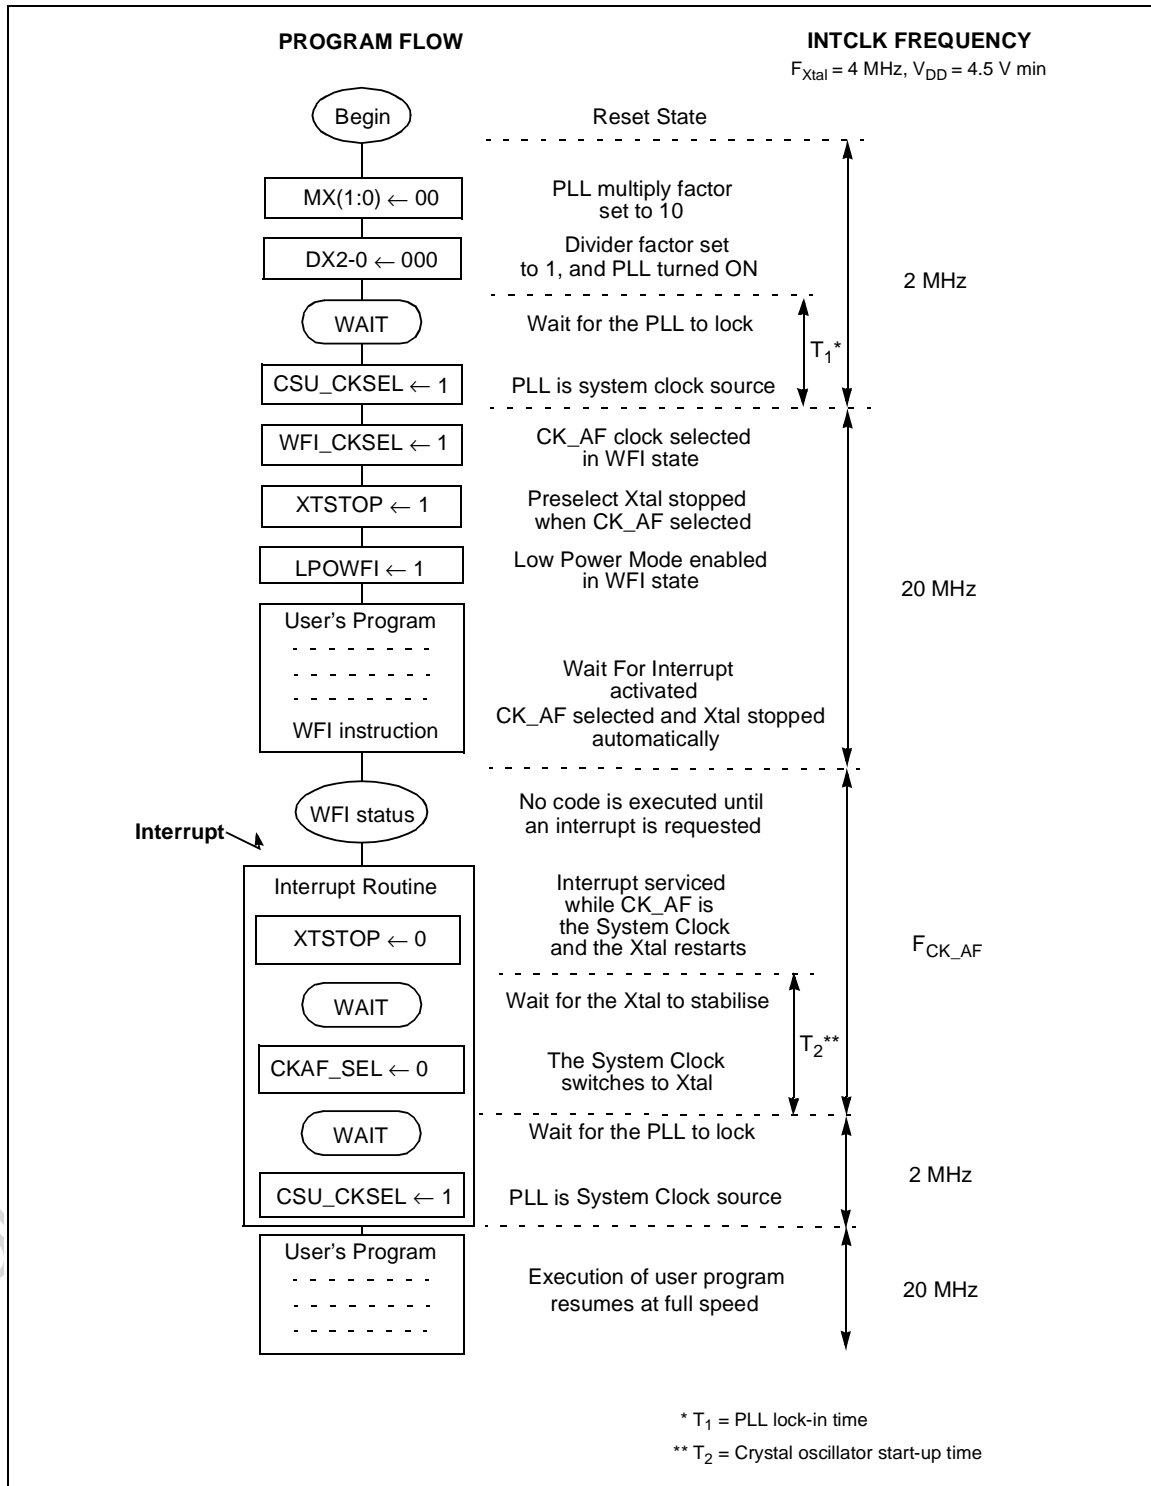 PROGRAM FLOW
INTCLK FREQUENCY
FXtal = 4 MHz, VDD = 4.5 V min
Begin
Reset State
MX(1:0) ← 00
PLL multiply factor
set to 10
DX2-0 ← 000
Divider factor set
to 1, and PLL turned ON
2 MHz
WAIT
Wait for the PLL to lock
T1*
CSU_CKSEL ← 1
PLL is system clock source
WFI_CKSEL ← 1
CK_AF clock selected
in WFI state
XTSTOP ← 1
Preselect Xtal stopped
when CK_AF selected
LPOWFI ← 1
Low Power Mode enabled
in WFI state
20 MHz
User's Program
WFI instruction
Wait For Interrupt
activated
CK_AF selected and Xtal stopped
automatically
WFI status
No code is executed until
an interrupt is requested
Interrupt
Interrupt Routine
Interrupt serviced
while CK_AF is
the System Clock
and the Xtal restarts
XTSTOP ← 0
FCK_AF
WAIT
Wait for the Xtal to stabilise
T2**
CKAF_SEL ← 0
The System Clock
switches to Xtal
WAIT
Wait for the PLL to lock
2 MHz
CSU_CKSEL ← 1
PLL is System Clock source
User's Program
Execution of user program
resumes at full speed
20 MHz
* T1 = PLL lock-in time
** T2 = Crystal oscillator start-up time